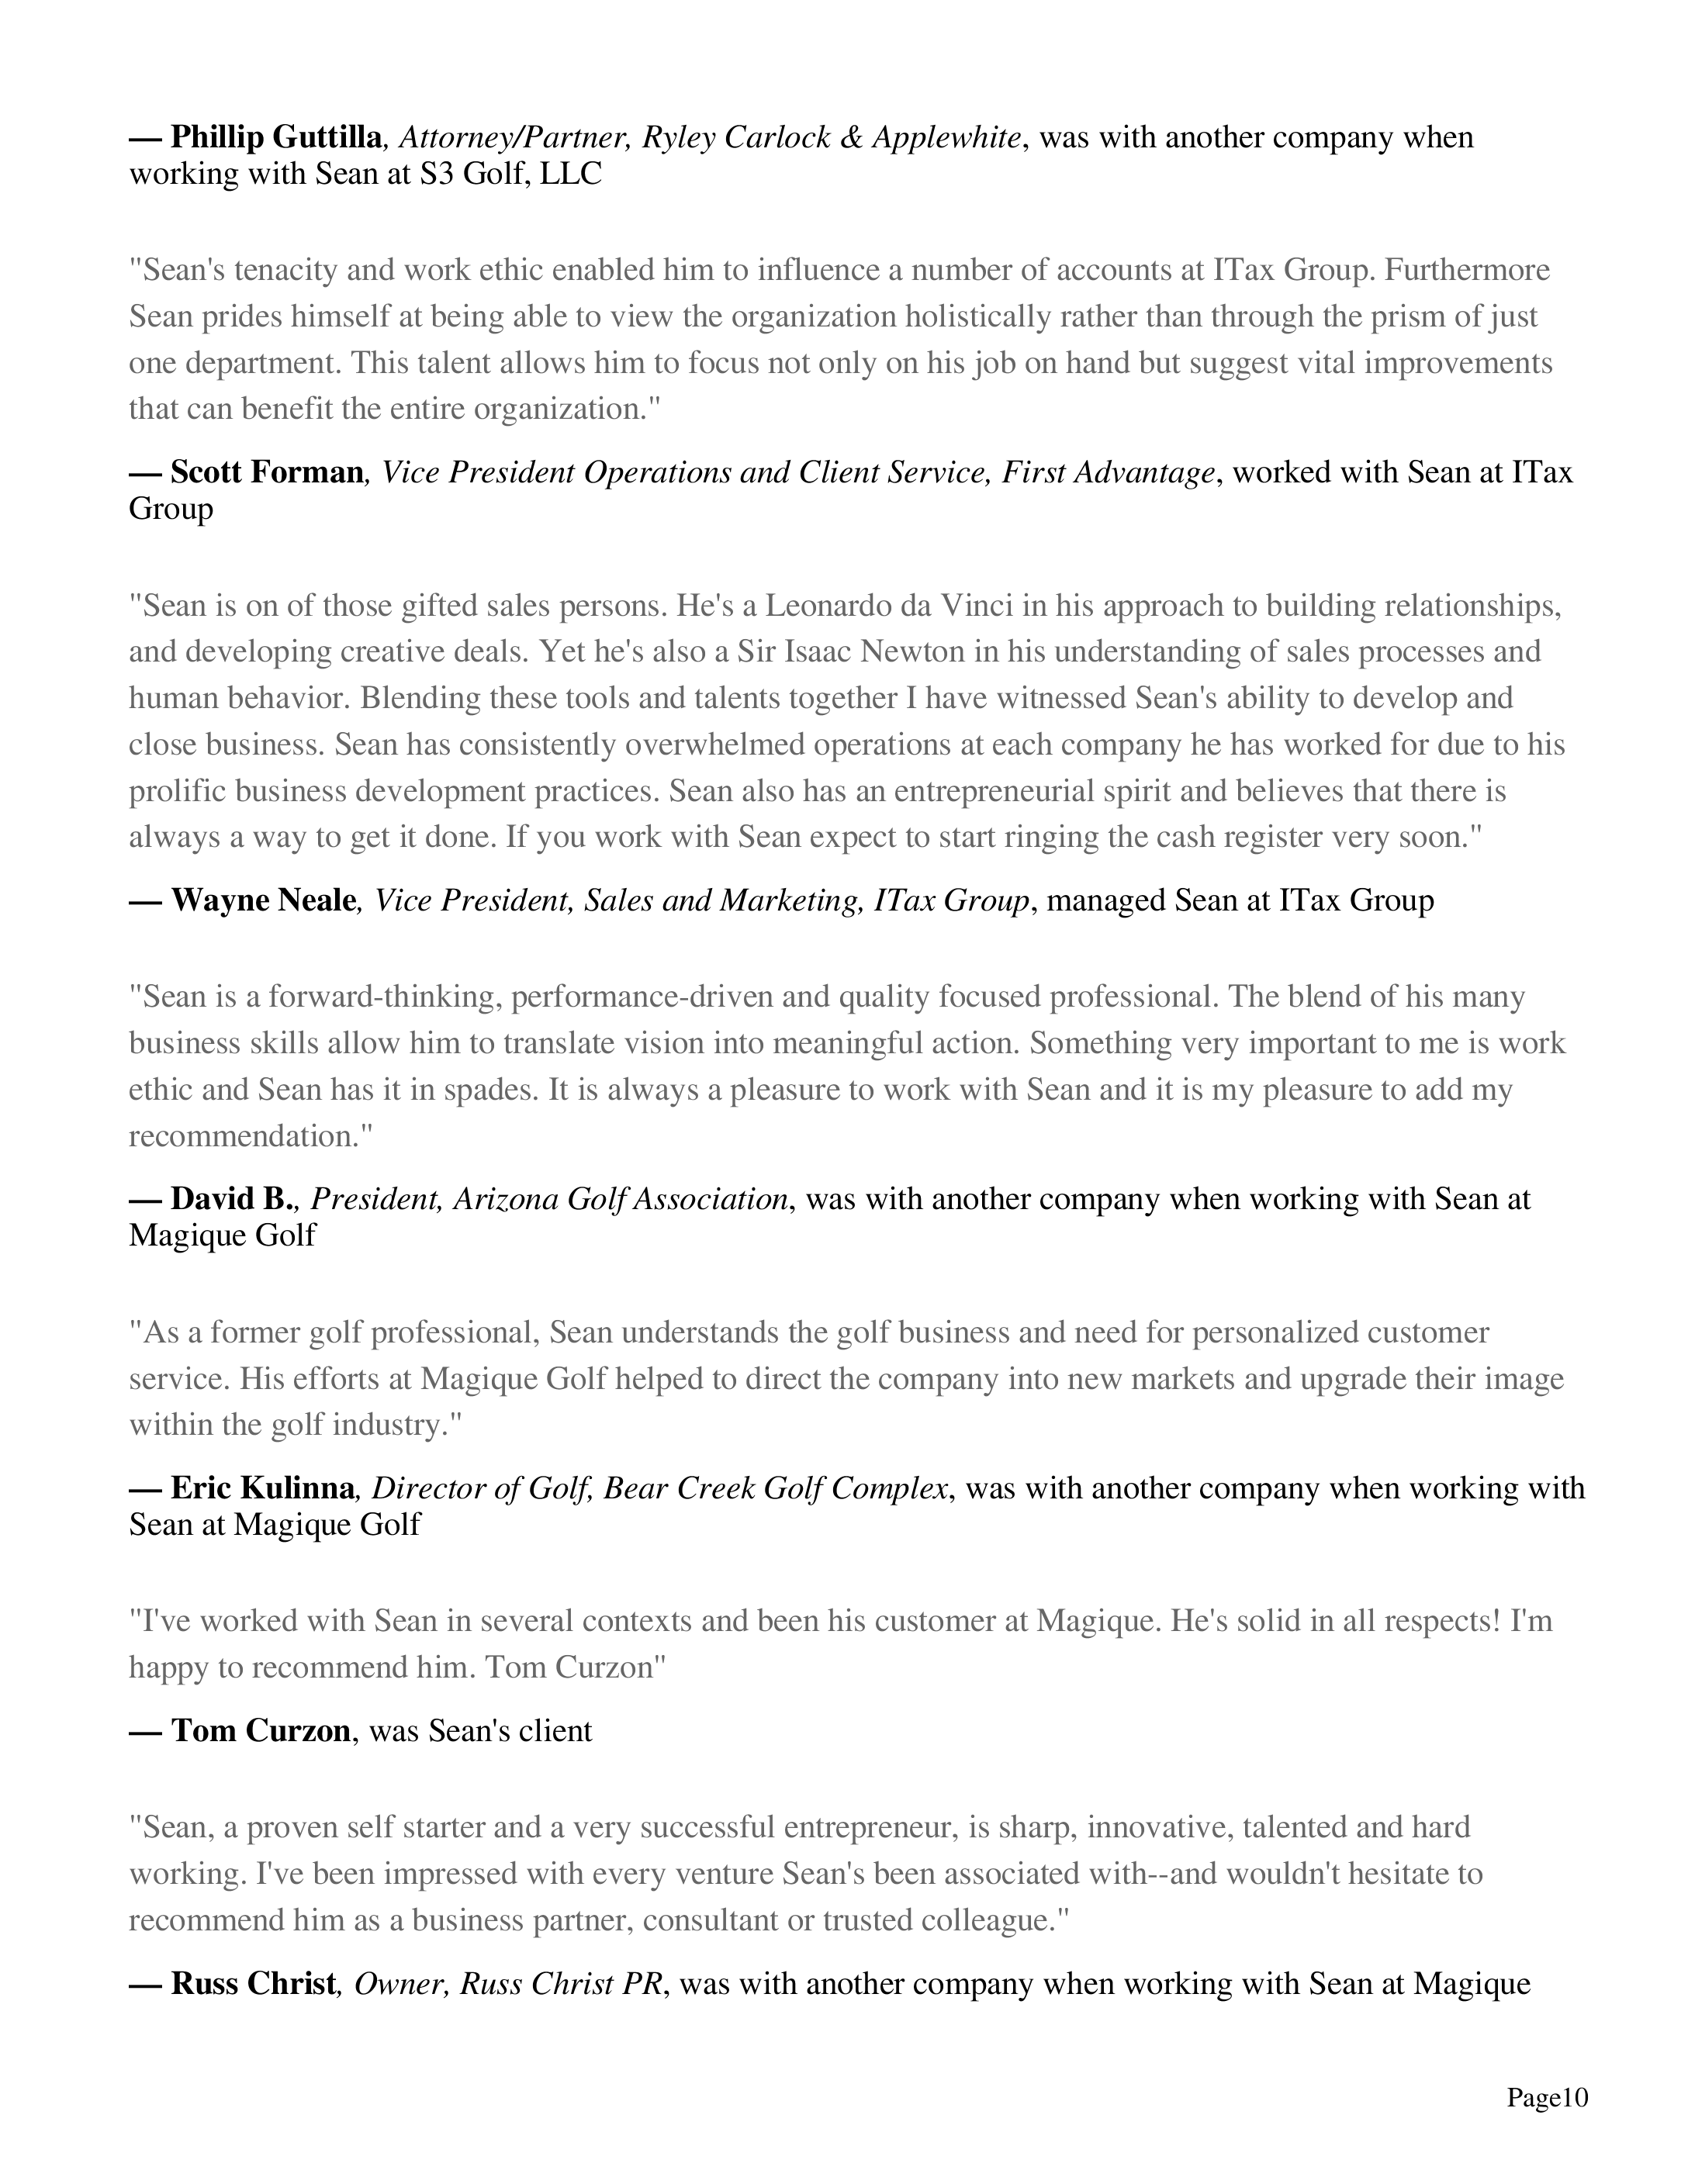 — Phillip Guttilla, Attorney/Partner, Ryley Carlock & Applewhite, was with another company when
working with Sean at S3 Golf, LLC
"Sean's tenacity and work ethic enabled him to influence a number of accounts at ITax Group. Furthermore
Sean prides himself at being able to view the organization holistically rather than through the prism of just
one department. This talent allows him to focus not only on his job on hand but suggest vital improvements
that can benefit the entire organization."
— Scott Forman, Vice President Operations and Client Service, First Advantage, worked with Sean at ITax
Group
"Sean is on of those gifted sales persons. He's a Leonardo da Vinci in his approach to building relationships,
and developing creative deals. Yet he's also a Sir Isaac Newton in his understanding of sales processes and
human behavior. Blending these tools and talents together I have witnessed Sean's ability to develop and
close business. Sean has consistently overwhelmed operations at each company he has worked for due to his
prolific business development practices. Sean also has an entrepreneurial spirit and believes that there is
always a way to get it done. If you work with Sean expect to start ringing the cash register very soon."
— Wayne Neale, Vice President, Sales and Marketing, ITax Group, managed Sean at ITax Group
"Sean is a forward-thinking, performance-driven and quality focused professional. The blend of his many
business skills allow him to translate vision into meaningful action. Something very important to me is work
ethic and Sean has it in spades. It is always a pleasure to work with Sean and it is my pleasure to add my
recommendation."
— David B., President, Arizona Golf Association, was with another company when working with Sean at
Magique Golf
"As a former golf professional, Sean understands the golf business and need for personalized customer
service. His efforts at Magique Golf helped to direct the company into new markets and upgrade their image
within the golf industry."
— Eric Kulinna, Director of Golf, Bear Creek Golf Complex, was with another company when working with
Sean at Magique Golf
"I've worked with Sean in several contexts and been his customer at Magique. He's solid in all respects! I'm
happy to recommend him. Tom Curzon"
— Tom Curzon, was Sean's client
"Sean, a proven self starter and a very successful entrepreneur, is sharp, innovative, talented and hard
working. I've been impressed with every venture Sean's been associated with--and wouldn't hesitate to
recommend him as a business partner, consultant or trusted colleague."
— Russ Christ, Owner, Russ Christ PR, was with another company when working with Sean at Magique
Page10